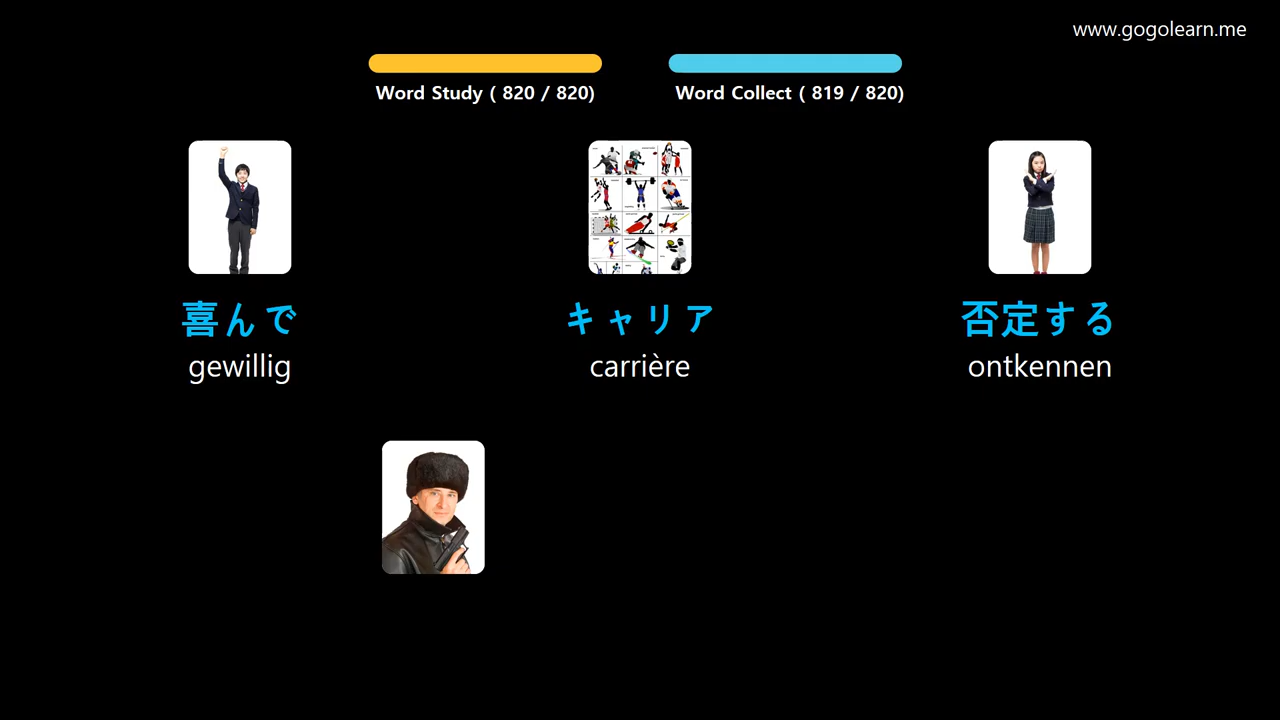 www.gogolearn.me
Word Study ( 820 / 820)
Word Collect ( 819 / 820)
喜んで
キャリア
否定する
gewillig
carrière
ontkennen